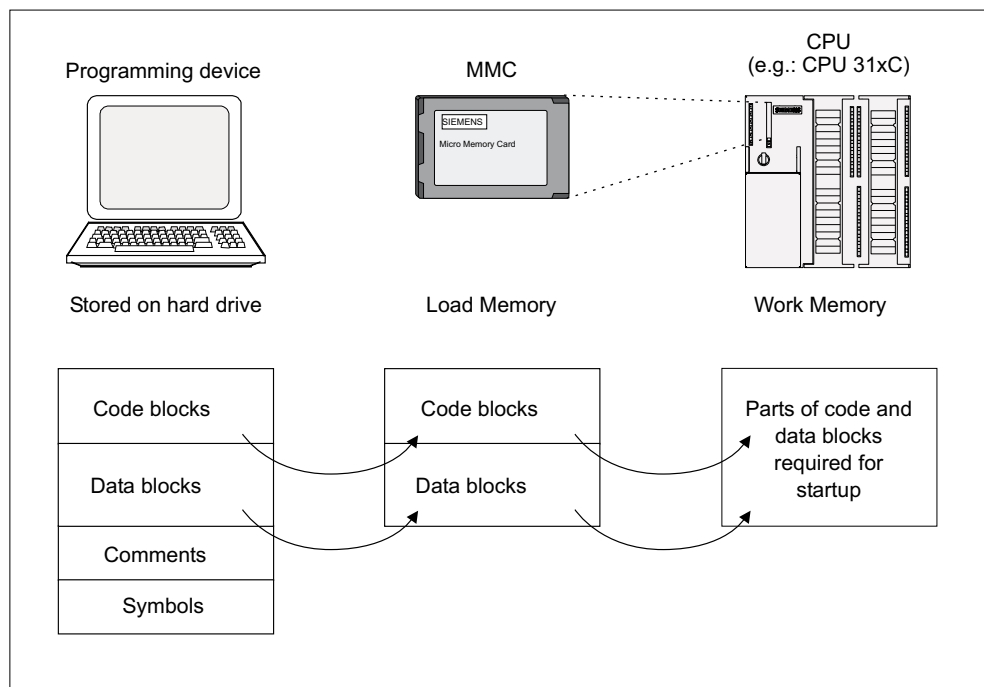 Programming device
MMC
CPU
(e.g.: CPU 31xC)
SIEMENS
Micro Memory Card
Stored on hard drive
Load Memory
Work Memory
Code blocks
Data blocks
Comments
Symbols
Code blocks
Data blocks
Parts of code and
data blocks
required for
startup